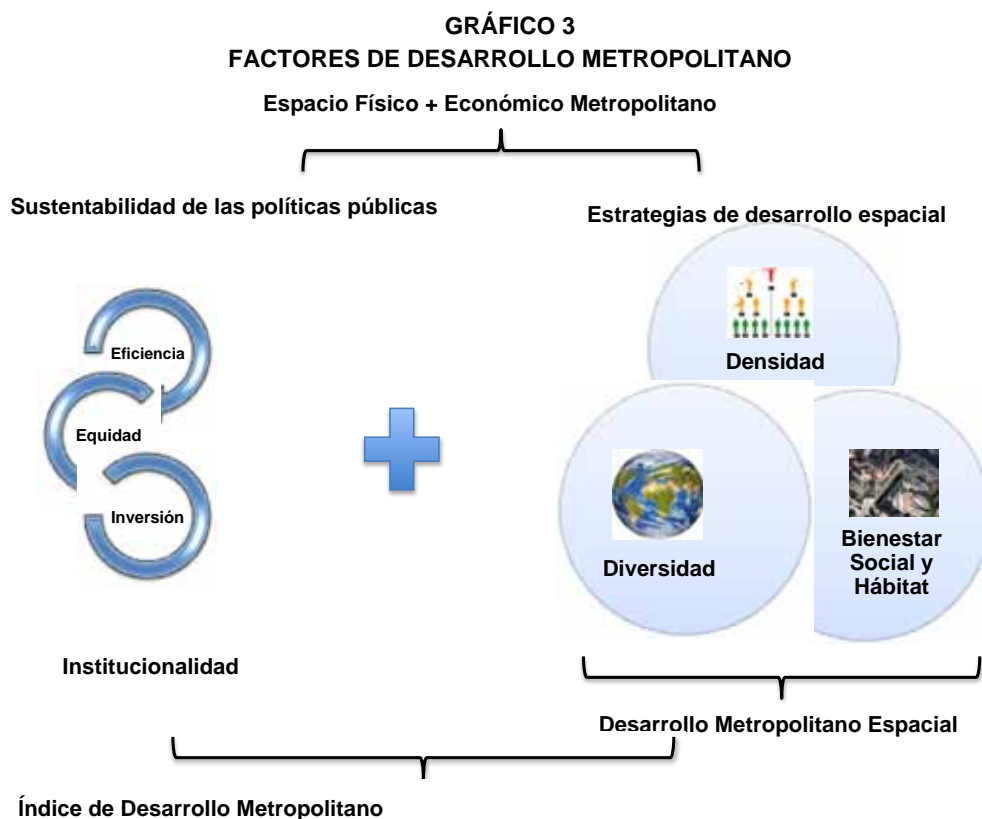 GRÁFICO 3
FACTORES DE DESARROLLO METROPOLITANO
Espacio Físico + Económico Metropolitano
Sustentabilidad de las políticas públicas
Estrategias de desarrollo espacial
Eficiencia
Equidad
Inversión
Densidad
Diversidad
Bienestar
Social y
Hábitat
Institucionalidad
Desarrollo Metropolitano Espacial
Índice de Desarrollo Metropolitano